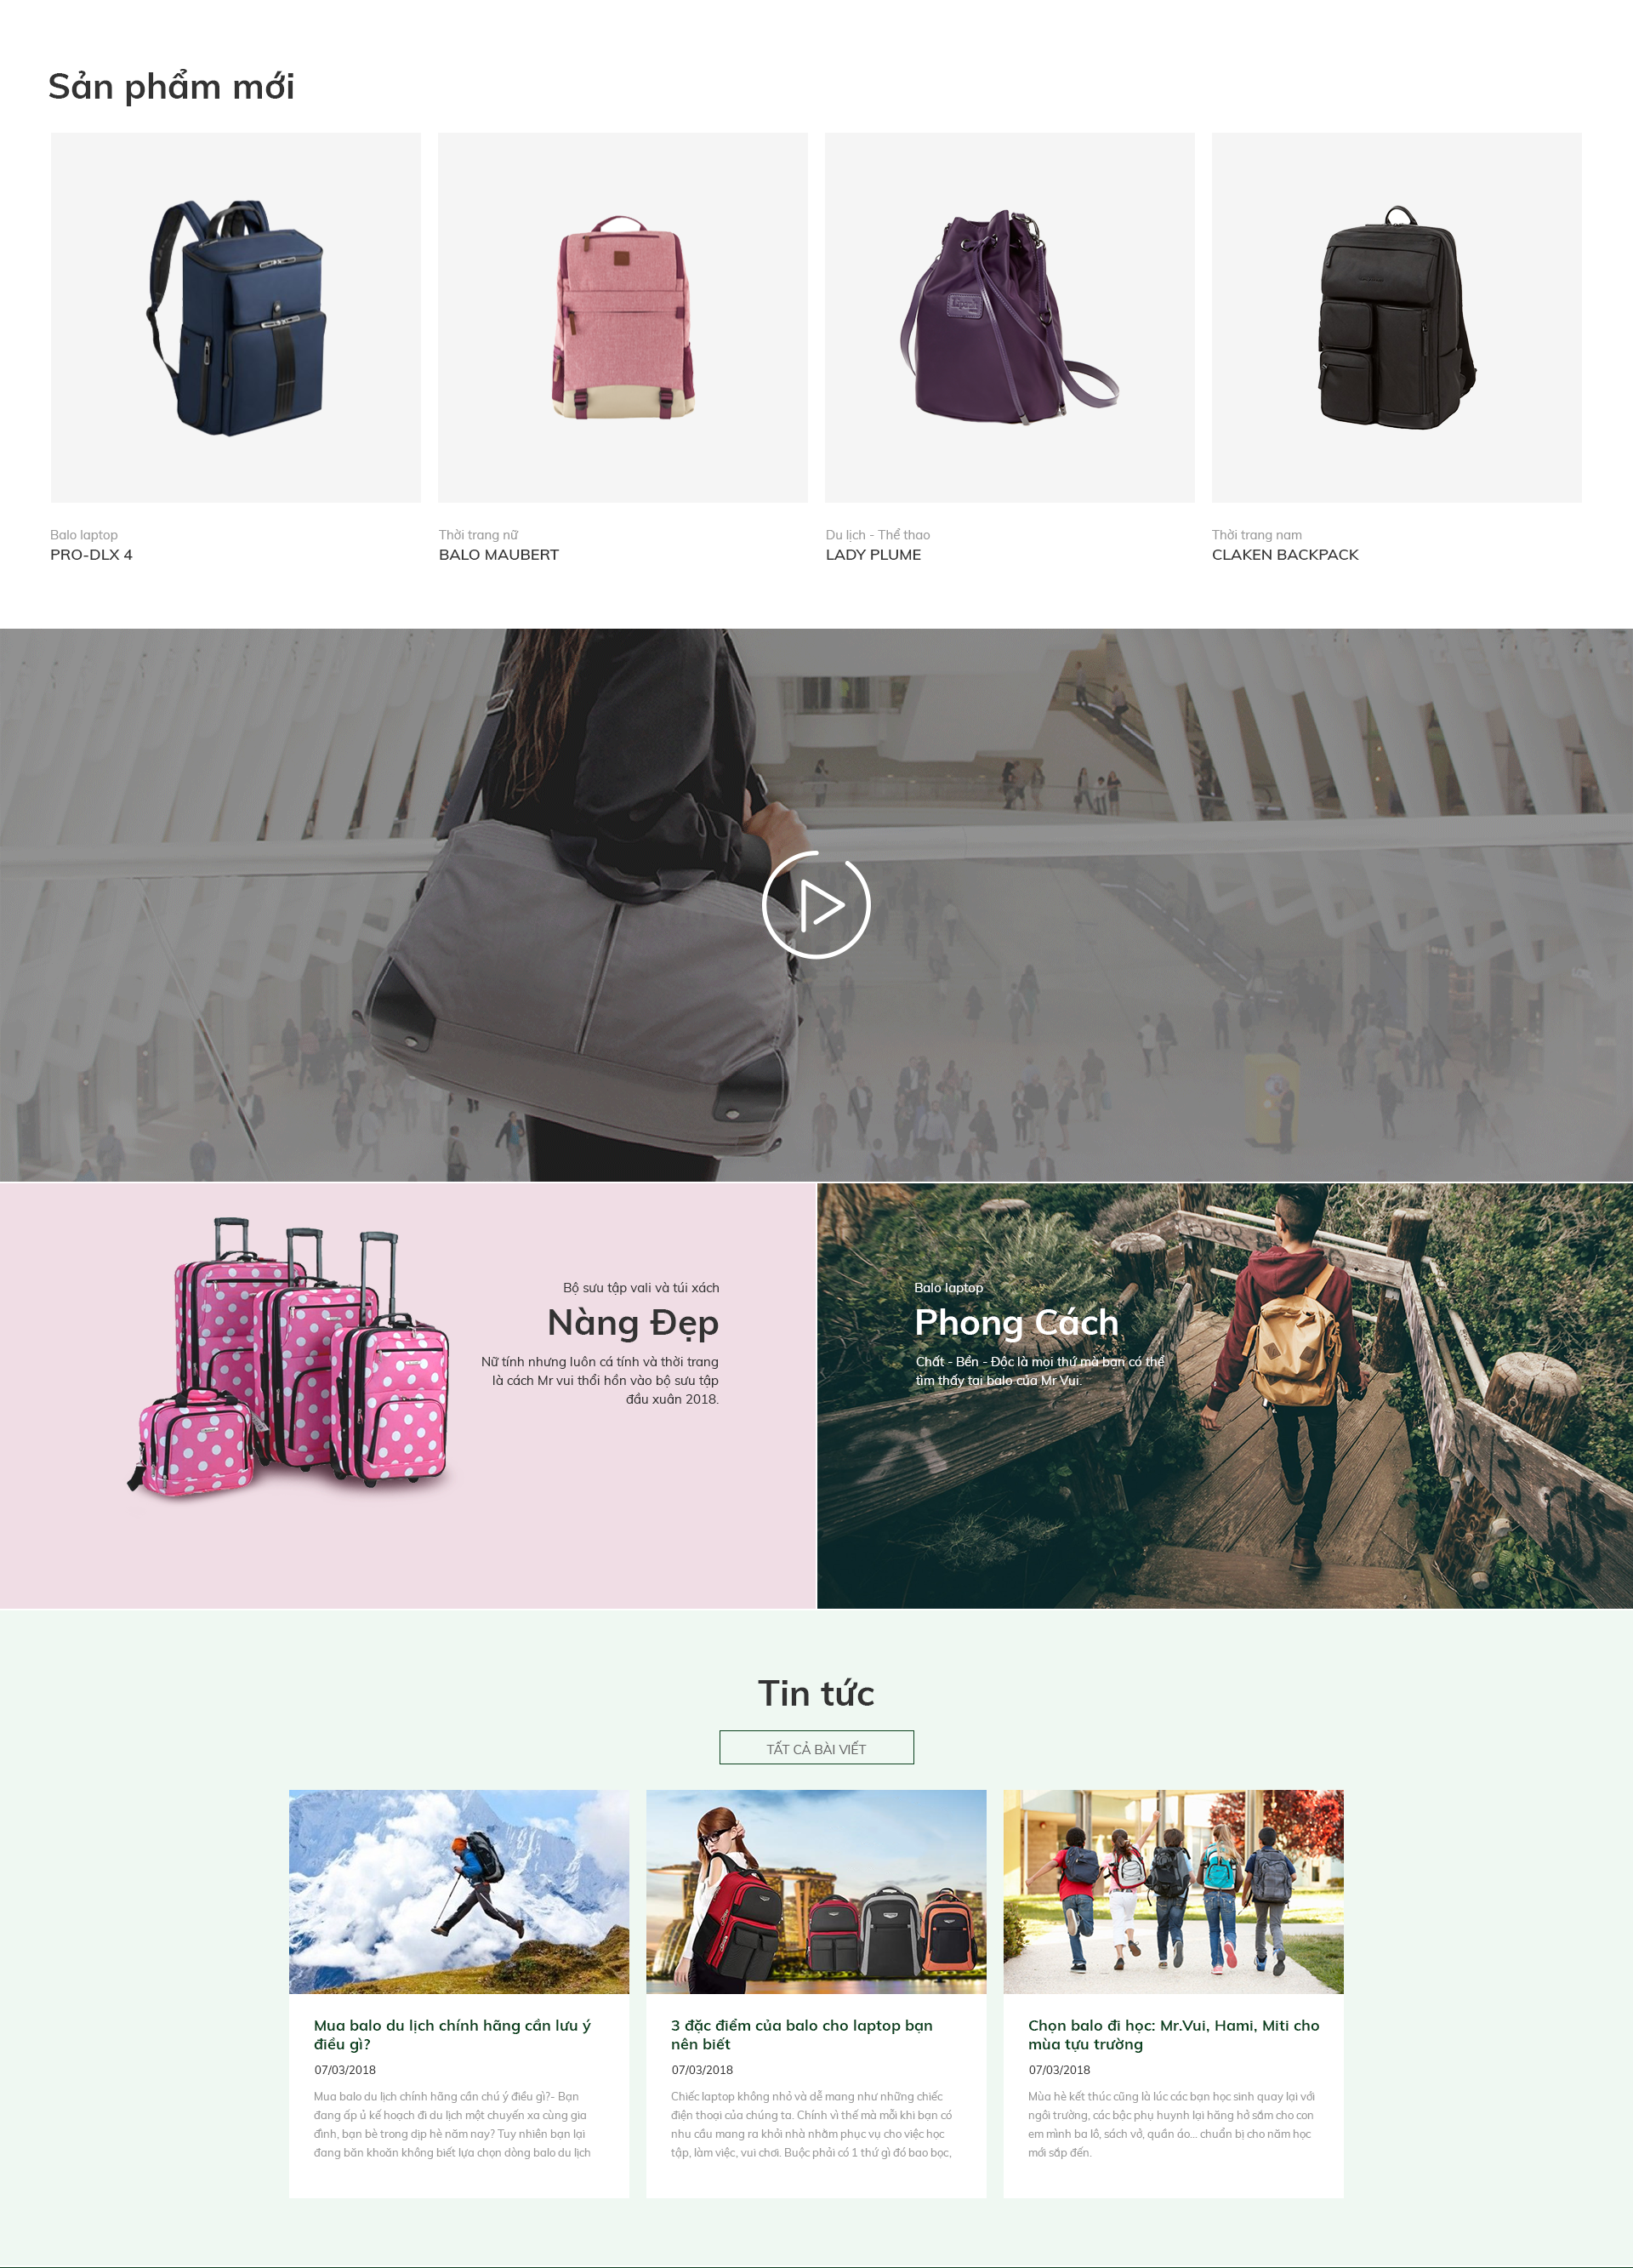 Sản phẩm mới
Balo laptop
PRO-DLX 4
Thời trang nữ
BALO MAUBERT
Du lịch - Thể thao
LADY PLUME
Thời trang nam
CLAKEN BACKPACK
Bộ sưu tập vali và túi xách
Nàng Đẹp
Nữ tính nhưng luôn cá tính và thời trang
là cách Mr vui thổi hồn vào bộ sưu tập
đầu xuân 2018.
Balo laptop
Phong Cách
Chất - Bền - Độc là mọi thứ mà bạn có thể
tìm thấy tại balo của Mr Vui.
Tin tức
TẤT CẢ BÀI VIẾT
Mua balo du lịch chính hãng cần lưu ý
điều gì?
07/03/2018
Mua balo du lịch chính hãng cần chú ý điều gì?- Bạn
đang ấp ủ kế hoạch đi du lịch một chuyến xa cùng gia
đình, bạn bè trong dịp hè năm nay? Tuy nhiên bạn lại
đang băn khoăn không biết lựa chọn dòng balo du lịch
3 đặc điểm của balo cho laptop bạn
nên biết
07/03/2018
Chiếc laptop không nhỏ và dễ mang như những chiếc
điện thoại của chúng ta. Chính vì thế mà mỗi khi bạn có
nhu cầu mang ra khỏi nhà nhằm phục vụ cho việc học
tập, làm việc, vui chơi. Buộc phải có 1 thứ gì đó bao bọc,
Chọn balo đi học: Mr.Vui, Hami, Miti cho
mùa tựu trường
07/03/2018
Mùa hè kết thúc cũng là lúc các bạn học sinh quay lại với
ngôi trường, các bậc phụ huynh lại hăng hở sắm cho con
em mình ba lô, sách vở, quần áo... chuẩn bị cho năm học
mới sắp đến.